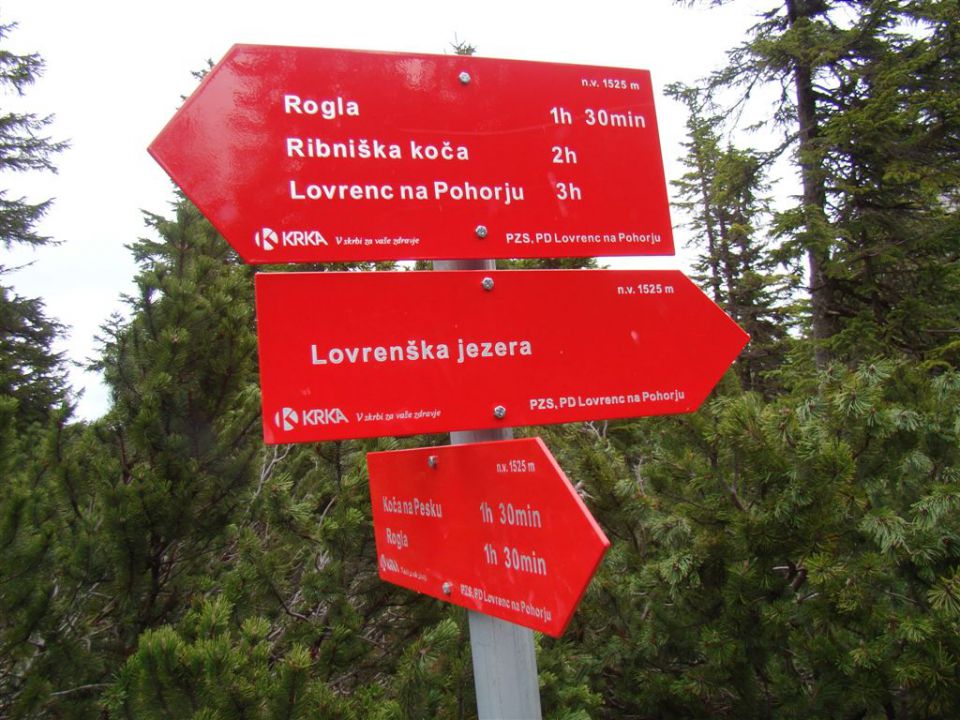 n.v. 1525 m
Rogla 1h 30min
Ribniška koča 2h
Lovrenc na Pohorju 3h
KRKA V skrbi za vaše zdravje PZS, PD Lovrenc na Pohorju
n.v. 1525 m
Lovrenška jezera
KRKA V skrbi za vaše zdravje PZS, PD Lovrenc na Pohorju
n.v. 1525 m
Koča na Pesku 1h 30min
Rogla 1h 30min
KRKA PZS, PD Lovrenc na Pohorju